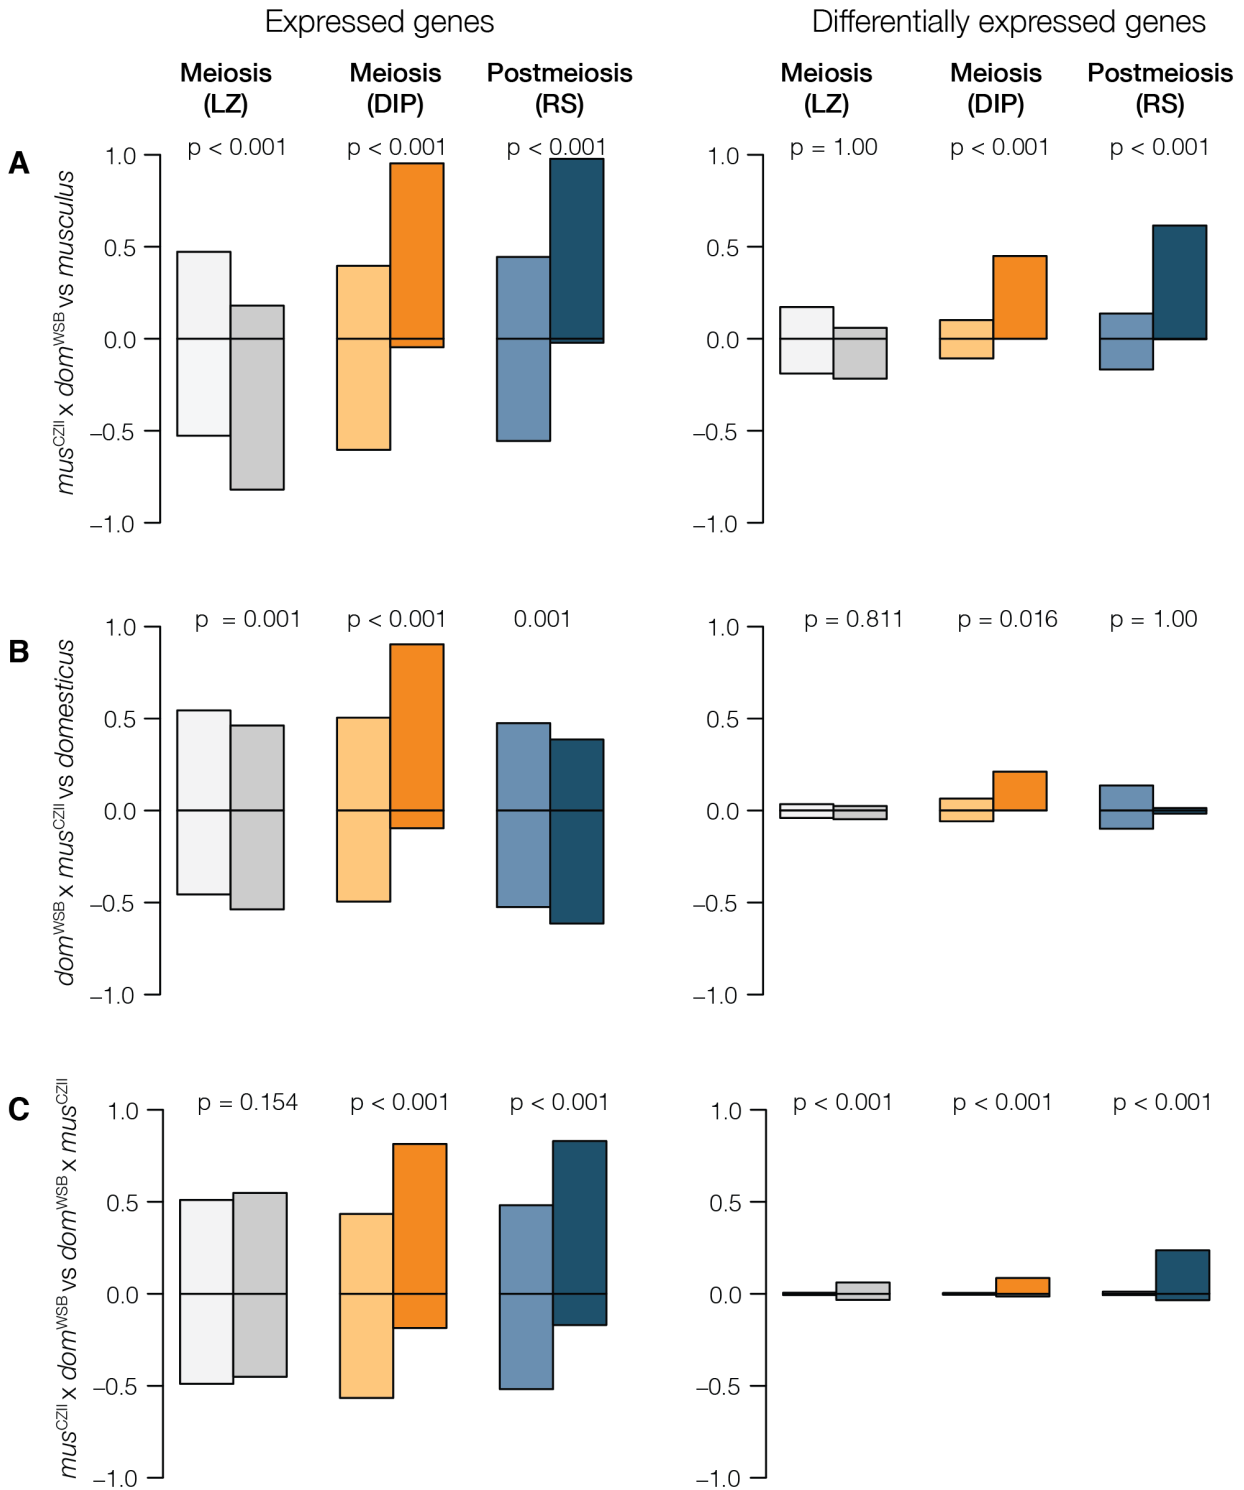 Expressed genes Differentially expressed genes
Meiosis Meiosis Postmeiosis Meiosis Meiosis Postmeiosis
(LZ) (DIP) (RS) (LZ) (DIP) (RS)
p < 0.001 p < 0.001 p < 0.001 p = 1.00 p < 0.001 p < 0.001
A
musCZII x domWSB vs musculus
1.0 1.0
0.5 0.5
0.0 0.0
−0.5 −0.5
−1.0 −1.0
p = 0.001 p < 0.001 0.001 p = 0.811 p = 0.016 p = 1.00
B
domWSB x musCZII vs domesticus
1.0 1.0
0.5 0.5
0.0 0.0
−0.5 −0.5
−1.0 −1.0
p = 0.154 p < 0.001 p < 0.001 p < 0.001 p < 0.001 p < 0.001
C
musCZII x domWSB vs domWSB x musCZII
1.0 1.0
0.5 0.5
0.0 0.0
−0.5 −0.5
−1.0 −1.0